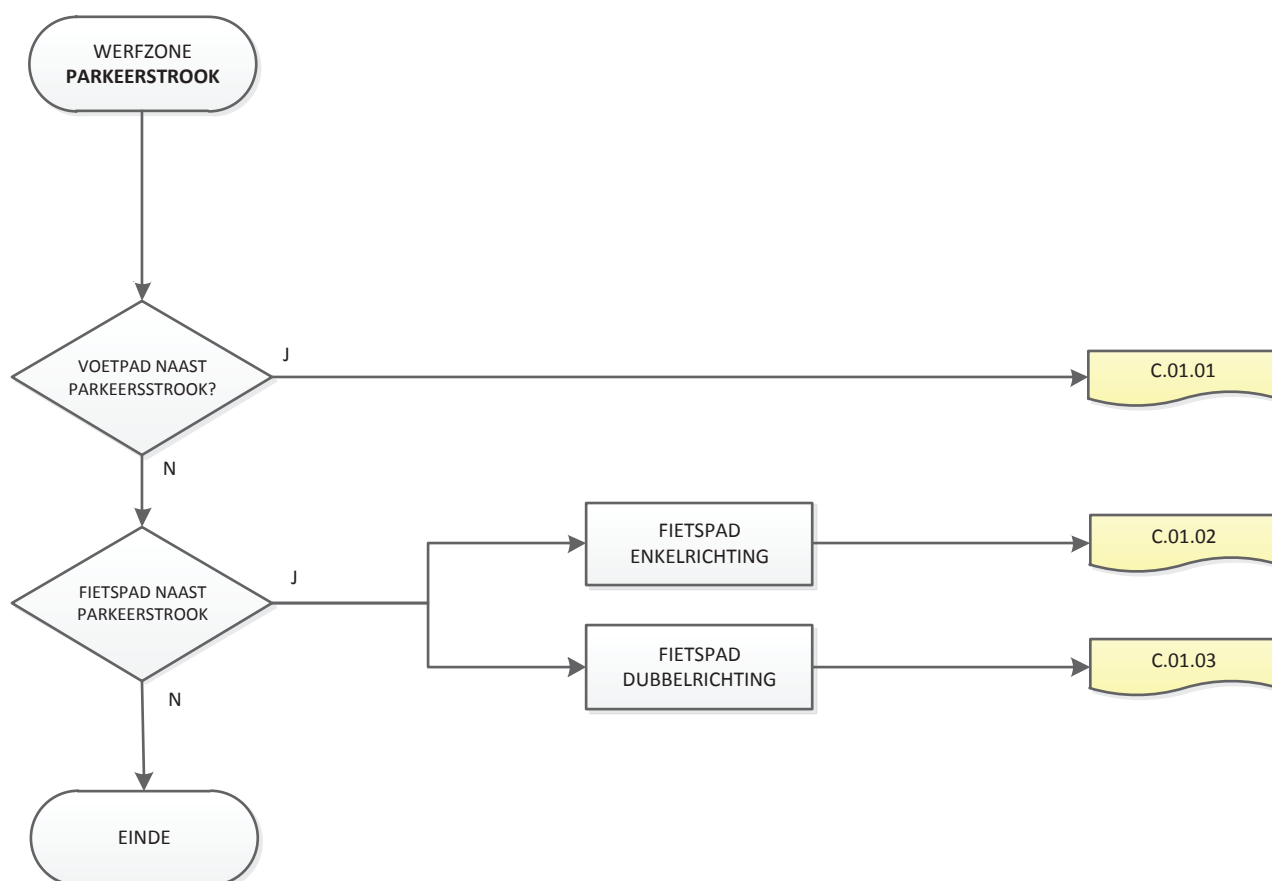 WERFZONE
PARKEERSTROOK
VOETPAD NAAST
PARKEERSSTROOK?
J
C.01.01
N
FIETSPAD NAAST
PARKEERSTROOK
J
FIETSPAD
ENKELRICHTING
C.01.02
FIETSPAD
DUBBELRICHTING
C.01.03
N
EINDE